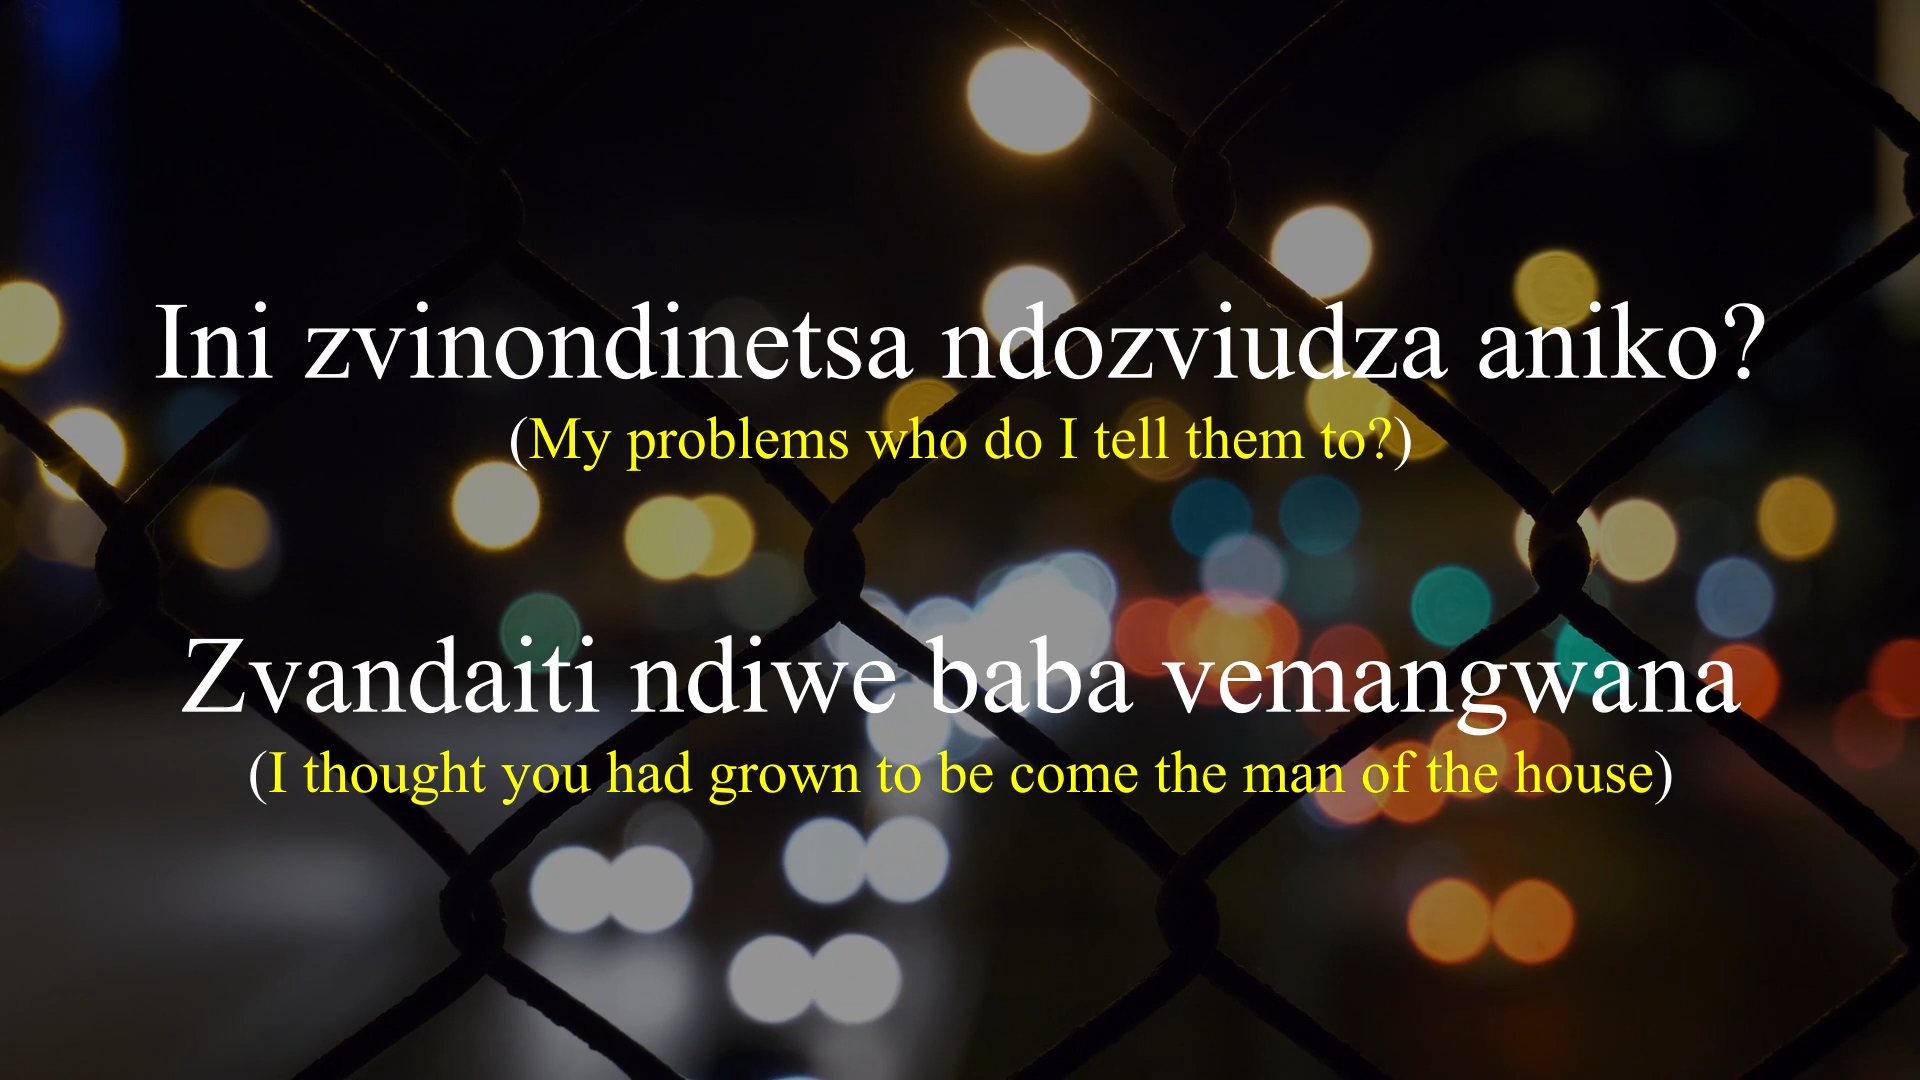 Ini zvinondinetsa ndozviudza aniko?
(My problems who do I tell them to?)
Zvandaiti ndiwe baba vemangwana
(I thought you had grown to be come the man of the house)